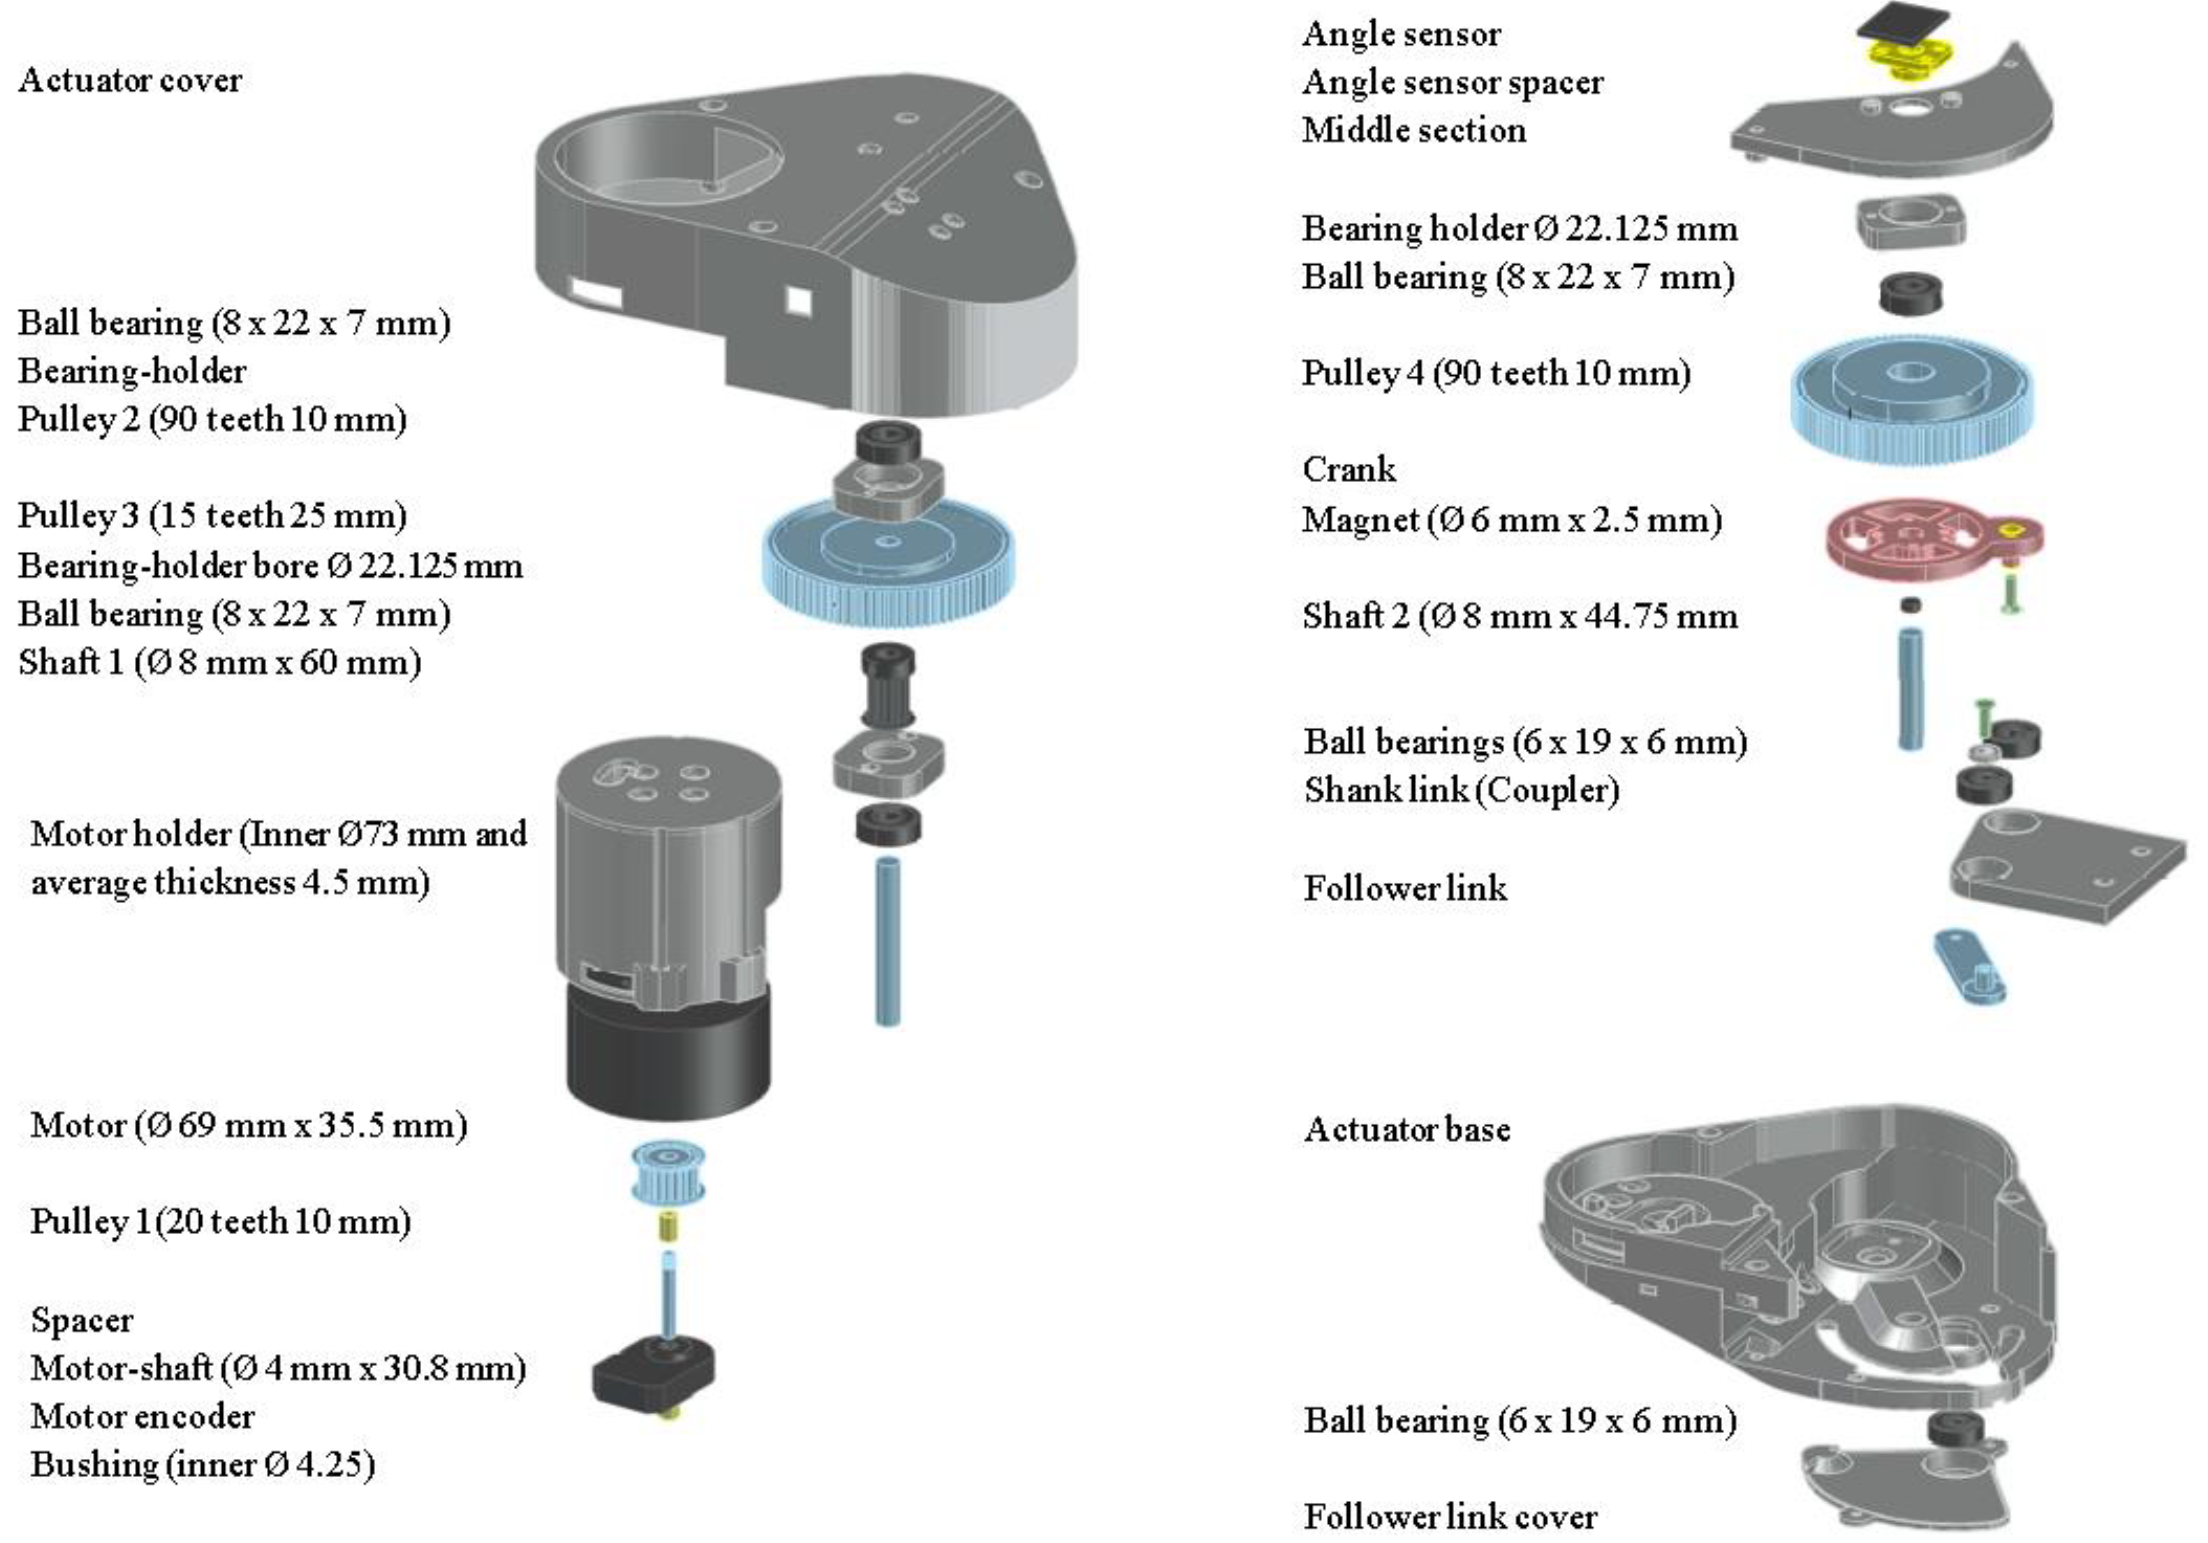 Actuator cover
Ball bearing (8 x 22 x 7 mm)
Bearing-holder
Pulley 2 (90 teeth 10 mm)
Pulley 3 (15 teeth 25 mm)
Bearing-holder bore Ø 22.125 mm
Ball bearing (8 x 22 x 7 mm)
Shaft 1 (Ø 8 mm x 60 mm)
Motor holder (Inner Ø73 mm and
average thickness 4.5 mm)
Motor (Ø 69 mm x 35.5 mm)
Pulley 1(20 teeth 10 mm)
Spacer
Motor-shaft (Ø 4 mm x 30.8 mm)
Motor encoder
Bushing (inner Ø 4.25)
Angle sensor
Angle sensor spacer
Middle section
Bearing holder Ø 22.125 mm
Ball bearing (8 x 22 x 7 mm)
Pulley 4 (90 teeth 10 mm)
Crank
Magnet (Ø 6 mm x 2.5 mm)
Shaft 2 (Ø 8 mm x 44.75 mm
Ball bearings (6 x 19 x 6 mm)
Shank link (Coupler)
Follower link
Actuator base
Ball bearing (6 x 19 x 6 mm)
Follower link cover